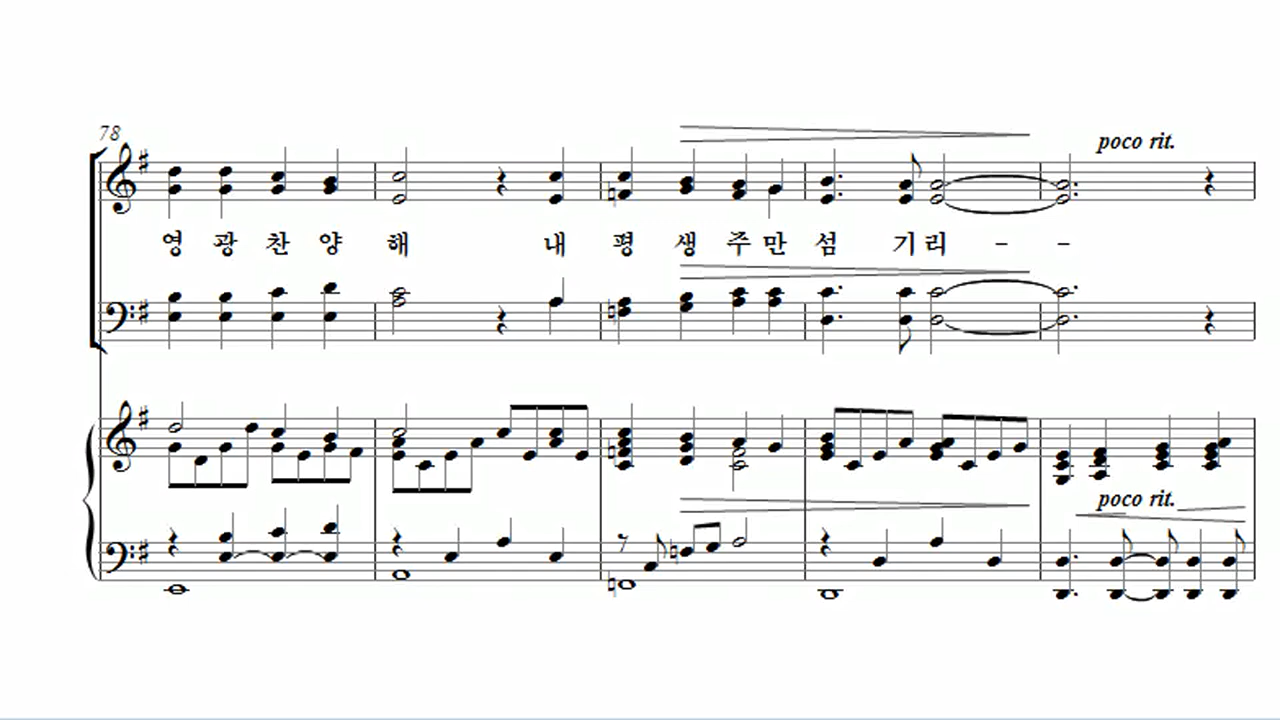 78
poco rit.
영 광 찬 양 해 내 평 생 주 만 섬 기 리 - -
poco rit.